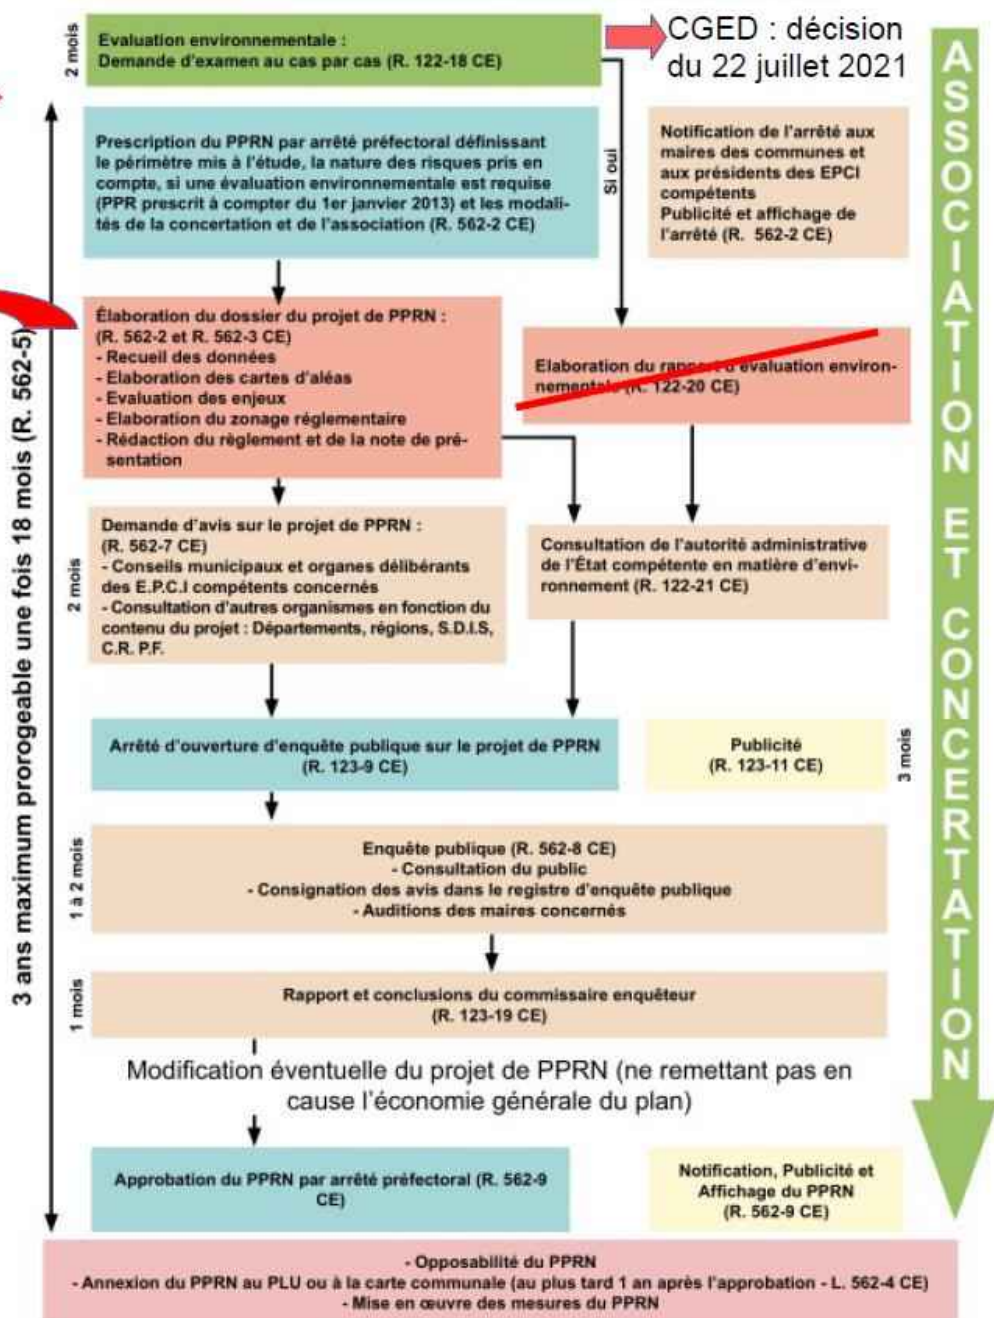 2 mois
Evaluation environnementale :
Demande d'examen au cas par cas (R. 122-18 CE)
CGED : décision
du 22 juillet 2021
Prescription du PPRN par arrêté préfectoral définissant
le périmètre mis à l'étude, la nature des risques pris en
compte, si une évaluation environnementale est requise
(PPR prescrit à compter du 1er janvier 2013) et les modali-
tés de la concertation et de l'association (R. 562-2 CE)
Si oui
Notification de l'arrêté aux
maires des communes et
aux présidents des EPCI
compétents
Publicité et affichage de
l'arrêté (R. 562-2 CE)
Élaboration du dossier du projet de PPRN :
(R. 562-2 et R. 562-3 CE)
- Recueil des données
- Elaboration des cartes d'aléas
- Evaluation des enjeux
- Elaboration du zonage réglementaire
- Rédaction du règlement et de la note de pré-
sentation
Elaboration du rapport d'évaluation environ-
nementale (R. 122-20 CE)
2 mois
Demande d'avis sur le projet de PPRN :
(R. 562-7 CE)
- Conseils municipaux et organes délibérants
des E.P.C.I compétents concernés
- Consultation d'autres organismes en fonction du
contenu du projet : Départements, régions, S.D.I.S,
C.R. P.F.
Consultation de l'autorité administrative
de l'État compétente en matière d'envi-
ronnement (R. 122-21 CE)
Arrêté d'ouverture d'enquête publique sur le projet de PPRN
(R. 123-9 CE)
Publicité
(R. 123-11 CE)
3 mois
1 à 2 mois
Enquête publique (R. 562-8 CE)
- Consultation du public
- Consignation des avis dans le registre d'enquête publique
- Auditions des maires concernés
1 mois
Rapport et conclusions du commissaire enquêteur
(R. 123-19 CE)
Modification éventuelle du projet de PPRN (ne remettant pas en
cause l'économie générale du plan)
Approbation du PPRN par arrêté préfectoral (R. 562-9
CE)
Notification, Publicité et
Affichage du PPRN
(R. 562-9 CE)
- Opposabilité du PPRN
- Annexion du PPRN au PLU ou à la carte communale (au plus tard 1 an après l'approbation - L. 562-4 CE)
- Mise en œuvre des mesures du PPRN
3 ans maximum prorogeable une fois 18 mois (R. 562-5)
ASSOCIATION ET CONCERTATION